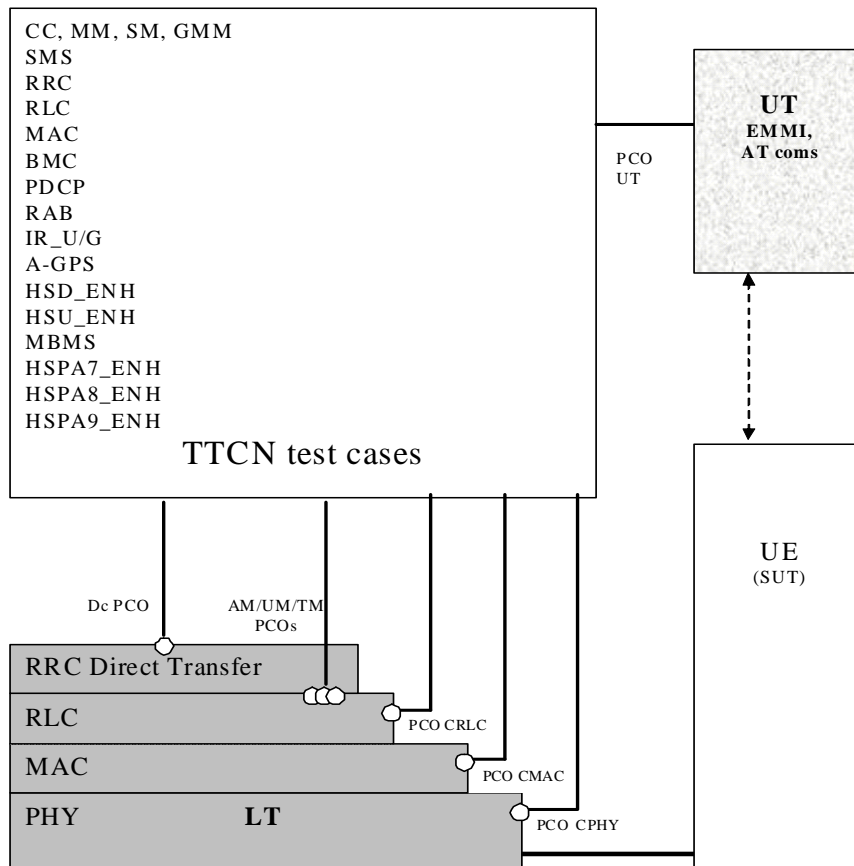 CC, MM, SM, GMM
SMS
RRC
RLC
MAC
BMC
PDCP
RAB
IR_U/G
A-GPS
HSD_ENH
HSU_ENH
MBMS
HSPA7_ENH
HSPA8_ENH
HSPA9_ENH
TTCN test cases
PCO
UT
UT
EMMI,
AT coms
UE
(SUT)
Dc PCO
AM/UM/TM
PCOs
RRC Direct Transfer
RLC
PCO CRLC
MAC
PCO CMAC
PHY LT
PCO CPHY